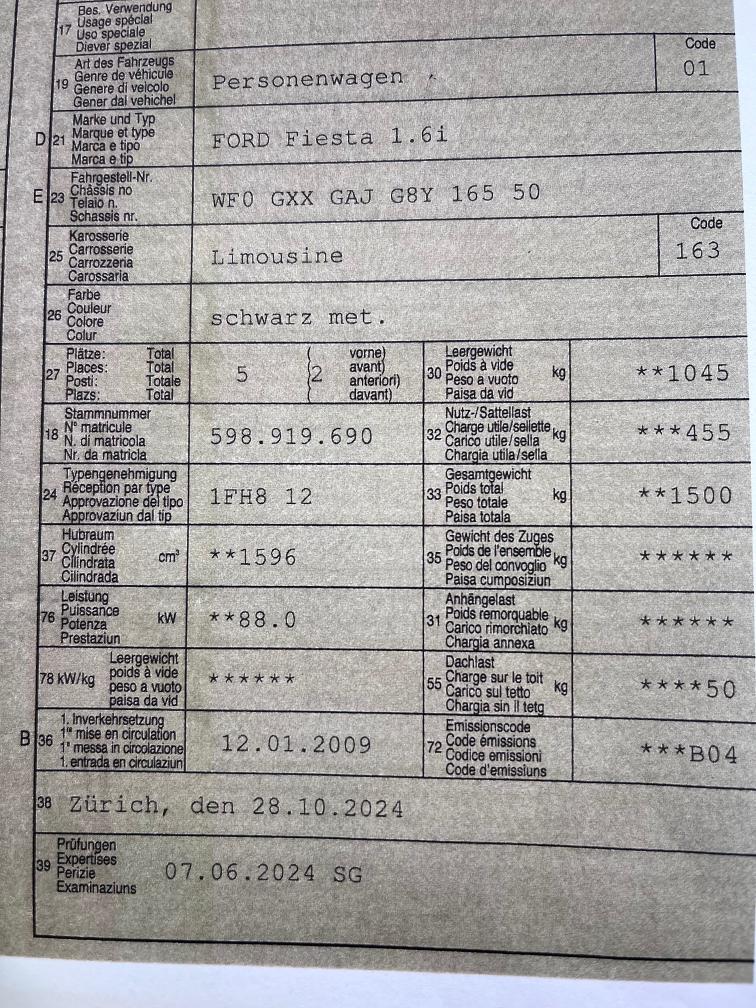 17 Bes. Verwendung
Usage spécial
Uso speciale
Diever spezial
19 Art des Fahrzeugs
Genre de véhicule
Genere di veicolo
Gener dal vehichel
Personenwagen
Code
01
D 21 Marke und Typ
Marque et type
Marca e tipo
Marca e tip
FORD Fiesta 1.6i
E 23 Fahrgestell-Nr.
Châssis no
Telaio n.
Schassis nr.
WF0 GXX GAJ G8Y 165 50
25 Karosserie
Carrosserie
Carrozzeria
Carossaria
Limousine
Code
163
26 Farbe
Couleur
Colore
Colur
schwarz met.
27 Plätze: Total
Places: Total
Posti: Totale
Plazs: Total
5 2 vorne)
avant)
anteriori)
davant)
30 Leergewicht
Poids à vide
Peso a vuoto
Paisa da vid
kg
**1045
18 Stammnummer
N° matricule
N. di matricola
Nr. da matricla
598.919.690
32 Nutz-/Sattellast
Charge utile/sellette
Carico utile/sella
Chargia utila/sella
kg
***455
24 Typengenehmigung
Réception par type
Approvazione del tipo
Approvaziun dal tip
1FH8 12
33 Gesamtgewicht
Poids total
Peso totale
Paisa totala
kg
**1500
37 Hubraum
Cylindrée
Cilindrata
Cilindrada
cm³
**1596
35 Gewicht des Zuges
Poids de l'ensemble
Peso del convoglio
Paisa cumposiziun
kg
******
76 Leistung
Puissance
Potenza
Prestaziun
kW
**88.0
31 Anhängelast
Poids remorquable
Carico rimorchiato
Chargia annexa
kg
******
78 kW/kg Leergewicht
poids à vide
peso a vuoto
paisa da vid
******
55 Dachlast
Charge sur le toit
Carico sul tetto
Chargia sin il tetg
kg
****50
B 36 1. Inverkehrsetzung
1re mise en circulation
1a messa in circolazione
1. entrada en circulaziun
12.01.2009
72 Emissionscode
Code émissions
Codice emissioni
Code d'emissiuns
***B04
38 Zürich, den 28.10.2024
39 Prüfungen
Expertises
Perizie
Examinaziuns
07.06.2024 SG